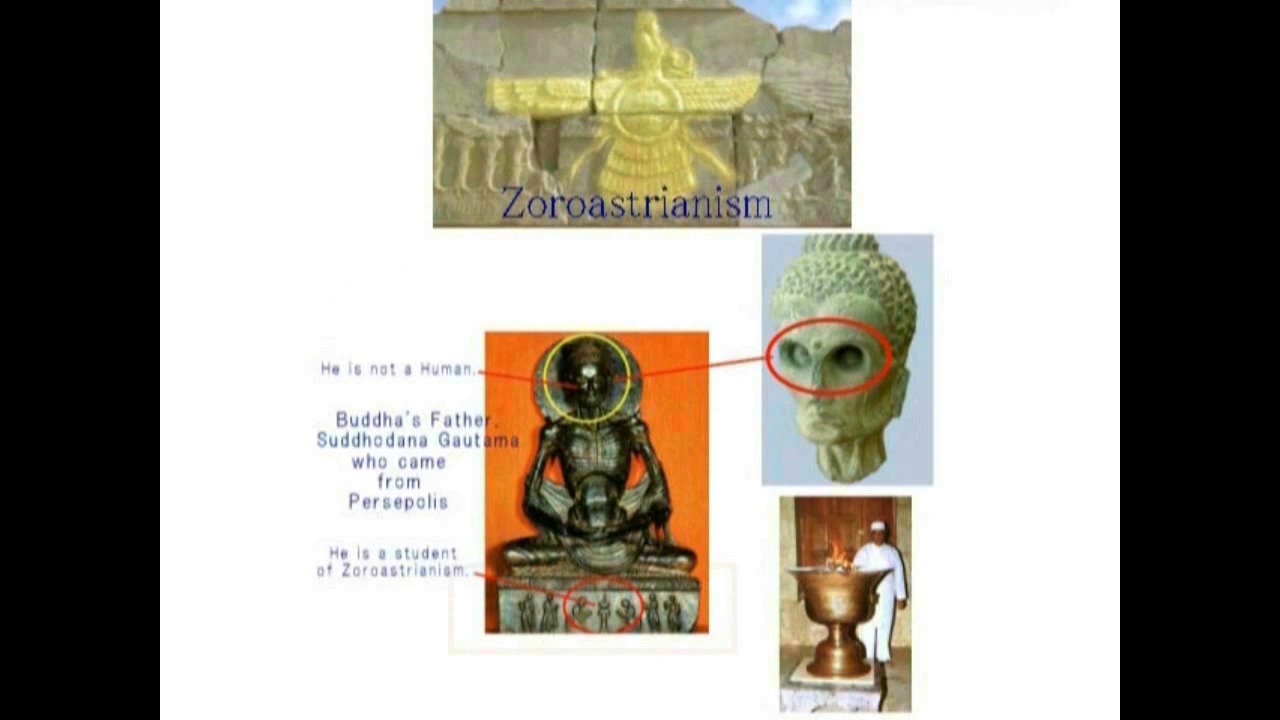 Zoroastrianism
He is not a Human.
Buddha's Father.
Suddhodana Gautama
who came
from
Persepolis
He is a student
of Zoroastrianism.